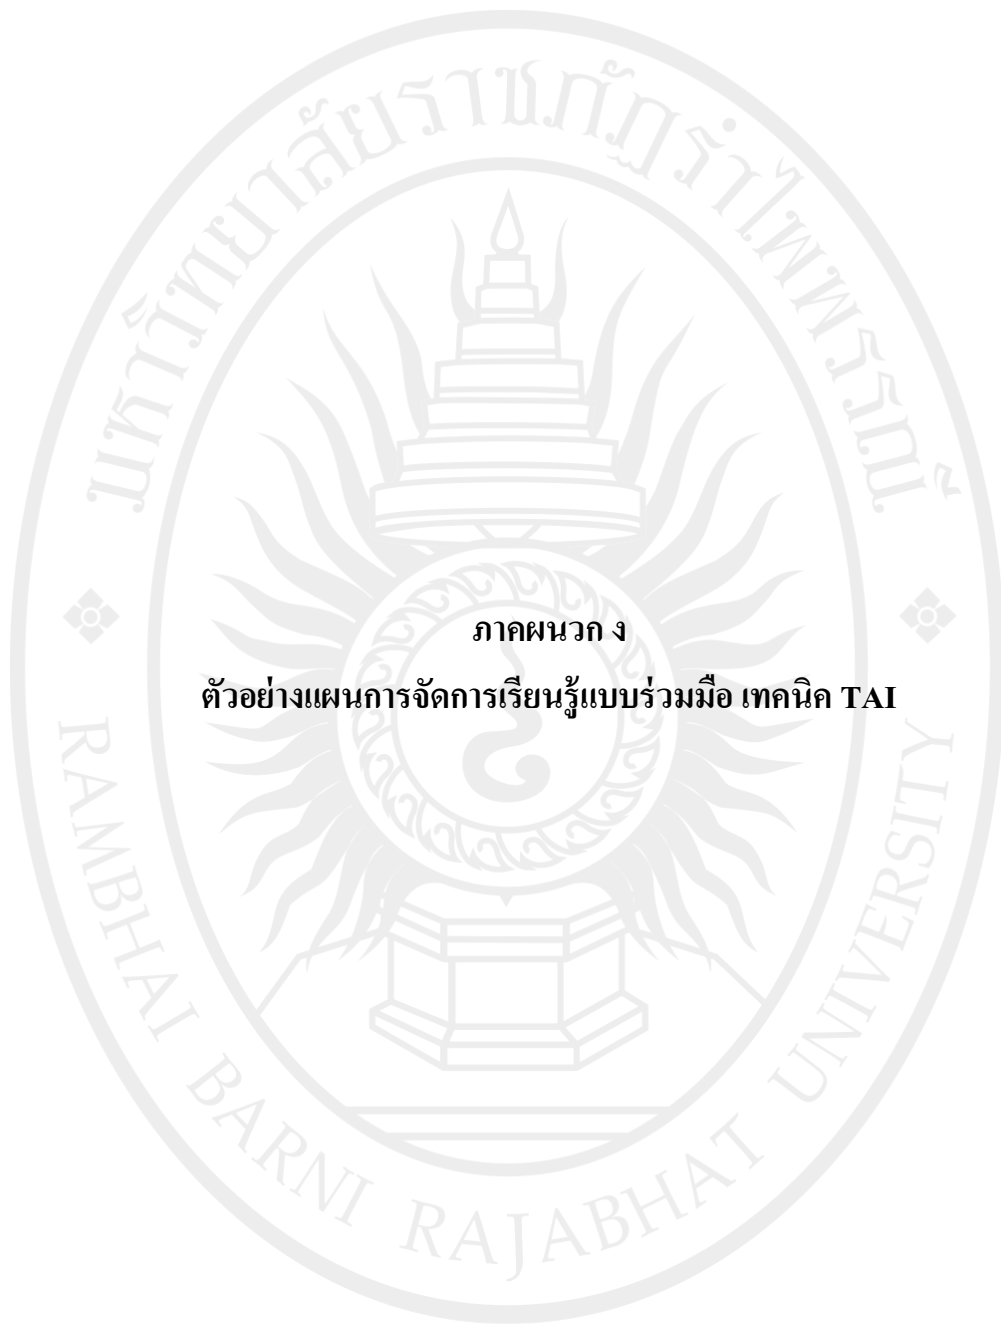 มหาวิทยาลัยราชภัฏรำไพพรรณี
ภาคผนวก ง
ตัวอย่างแผนการจัดการเรียนรู้แบบร่วมมือ เทคนิค TAI
RAMBHAI BARNI RAJABHAT UNIVERSITY